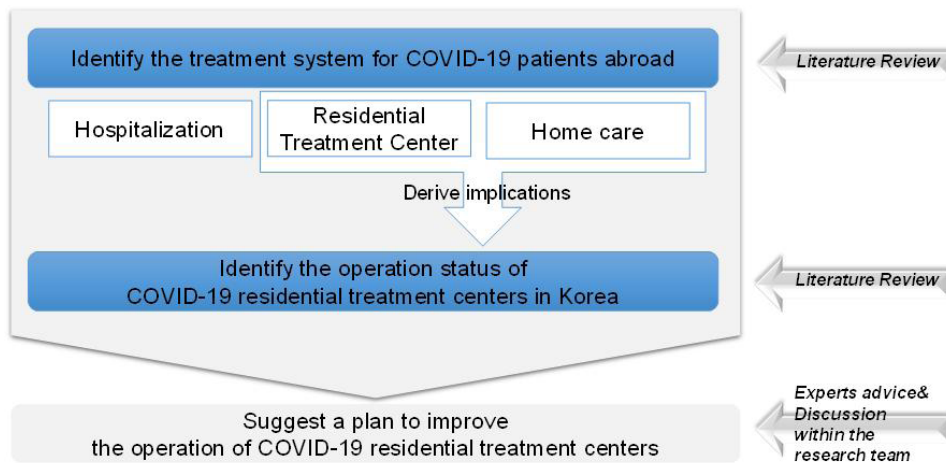 Identify the treatment system for COVID-19 patients abroad
Literature Review
Hospitalization
Residential
Treatment Center
Home care
Derive implications
Identify the operation status of
COVID-19 residential treatment centers in Korea
Literature Review
Suggest a plan to improve
the operation of COVID-19 residential treatment centers
Experts advice&
Discussion
within the
research team